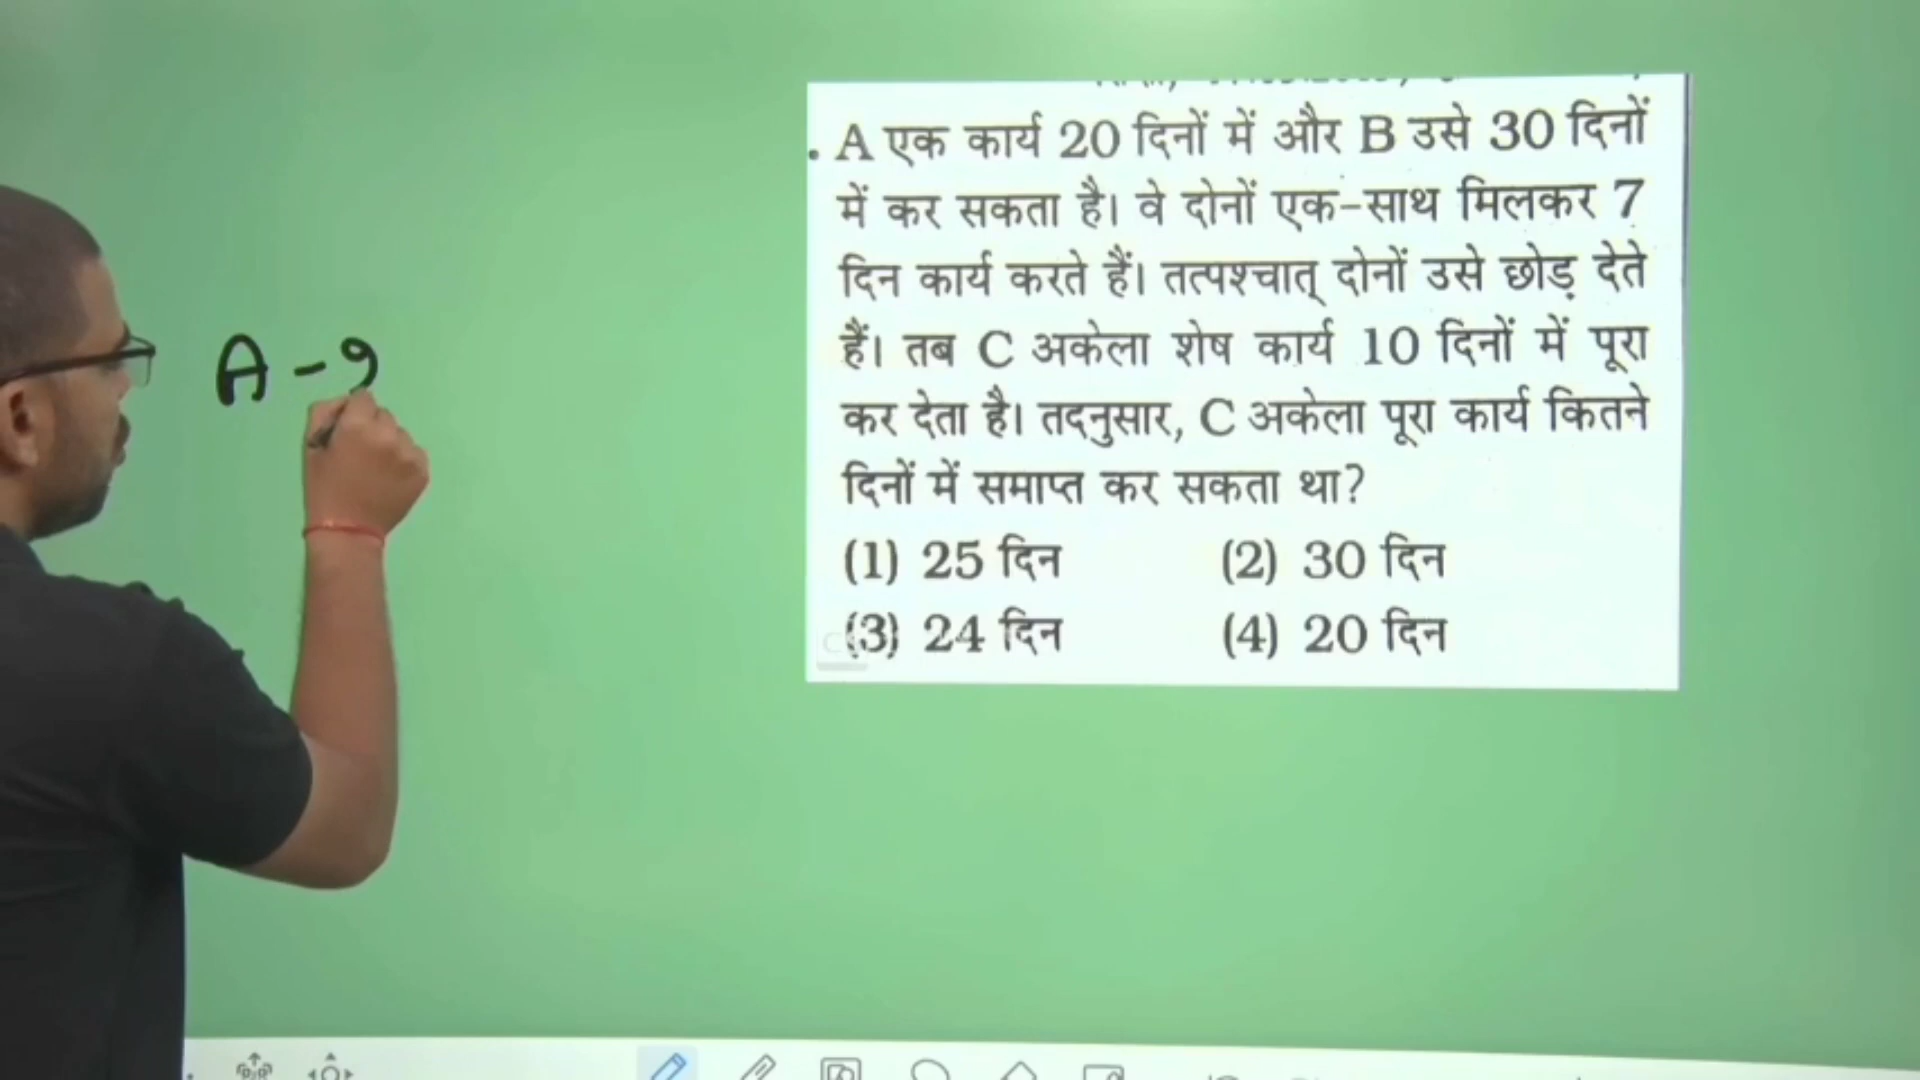 . A एक कार्य 20 दिनों में और B उसे 30 दिनों
में कर सकता है। वे दोनों एक-साथ मिलकर 7
दिन कार्य करते हैं। तत्पश्चात् दोनों उसे छोड़ देते
हैं। तब C अकेला शेष कार्य 10 दिनों में पूरा
कर देता है। तदनुसार, C अकेला पूरा कार्य कितने
दिनों में समाप्त कर सकता था?
(1) 25 दिन (2) 30 दिन
(3) 24 दिन (4) 20 दिन
A -